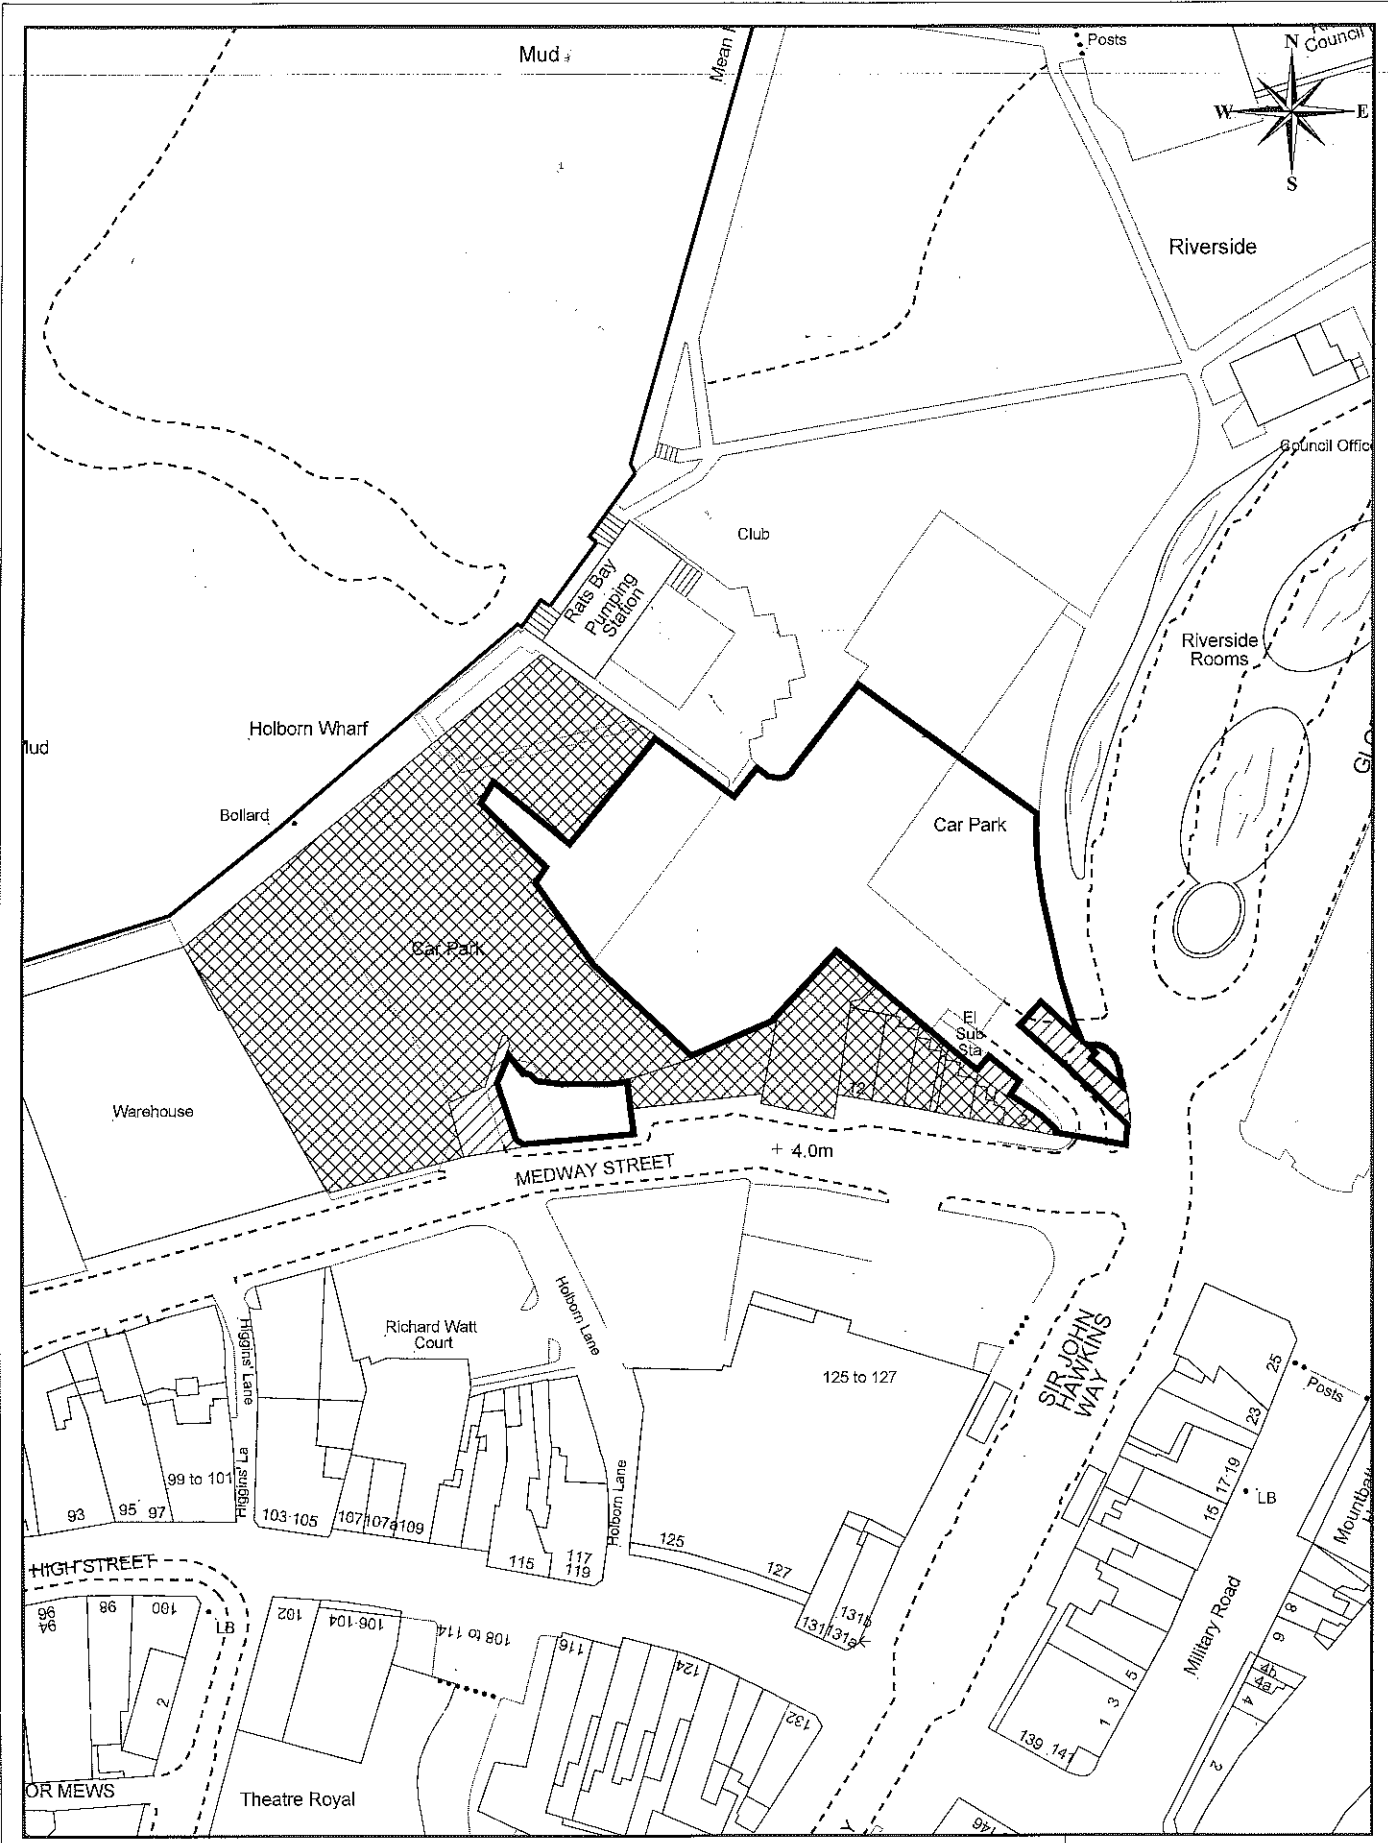 Mud
Mean
Posts
Council
N
W
E
S
Riverside
Council Offic
Club
Rats Bay
Pumping
Station
Riverside
Rooms
Holborn Wharf
Bollard
Car Park
Car Park
El
Sub
Sta
12
2
Warehouse
MEDWAY STREET
+ 4.0m
Holborn Lane
Richard Watt
Court
Higgins' Lane
125 to 127
SIR JOHN
HAWKINS
WAY
25
Posts
23
17-19
15
LB
Higgins' La
99 to 101
93
95
97
103-105
107
107a
109
115
117
119
Holborn Lane
125
127
131
131a
131b
HIGH STREET
96
94
98
100
LB
102
106-104
108 to 114
116
124
132
2
Military Road
8
6
4b
4a
4
2
5
3
1
139
141
146
OR MEWS
Theatre Royal